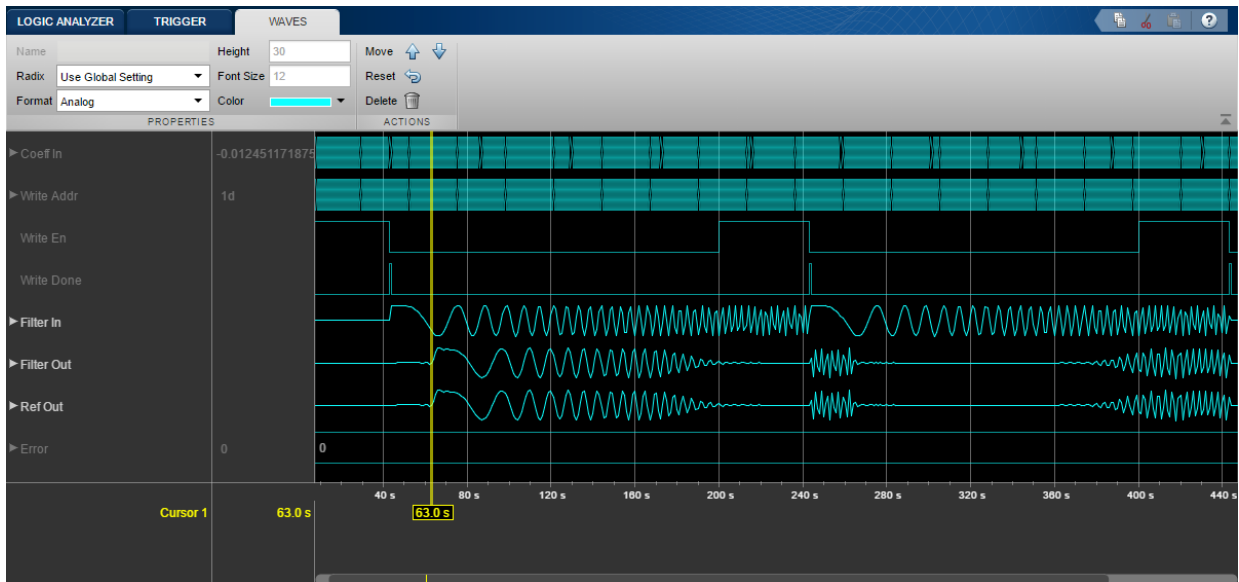 LOGIC ANALYZER TRIGGER WAVES ?
Name Height 30 Move
Radix Use Global Setting Font Size 12 Reset
Format Analog Color Delete
PROPERTIES ACTIONS
Coeff In -0.012451171875
Write Addr 1d
Write En
Write Done
Filter In
Filter Out
Ref Out
Error 0 0
40 s 80 s 120 s 160 s 200 s 240 s 280 s 320 s 360 s 400 s 440 s
Cursor 1 63.0 s 63.0 s